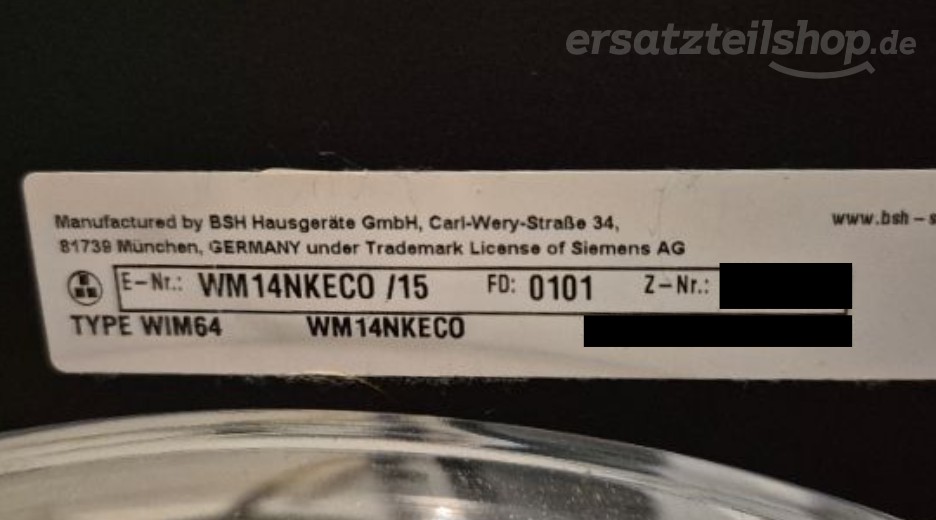 ersatzteilshop.de
Manufactured by BSH Hausgeräte GmbH, Carl-Wery-Straße 34,
www.bsh-s
81739 München, GERMANY under Trademark License of Siemens AG
E-Nr.: WM14NKECO /15 FD: 0101 Z-Nr.:
TYPE WIM64 WM14NKECO